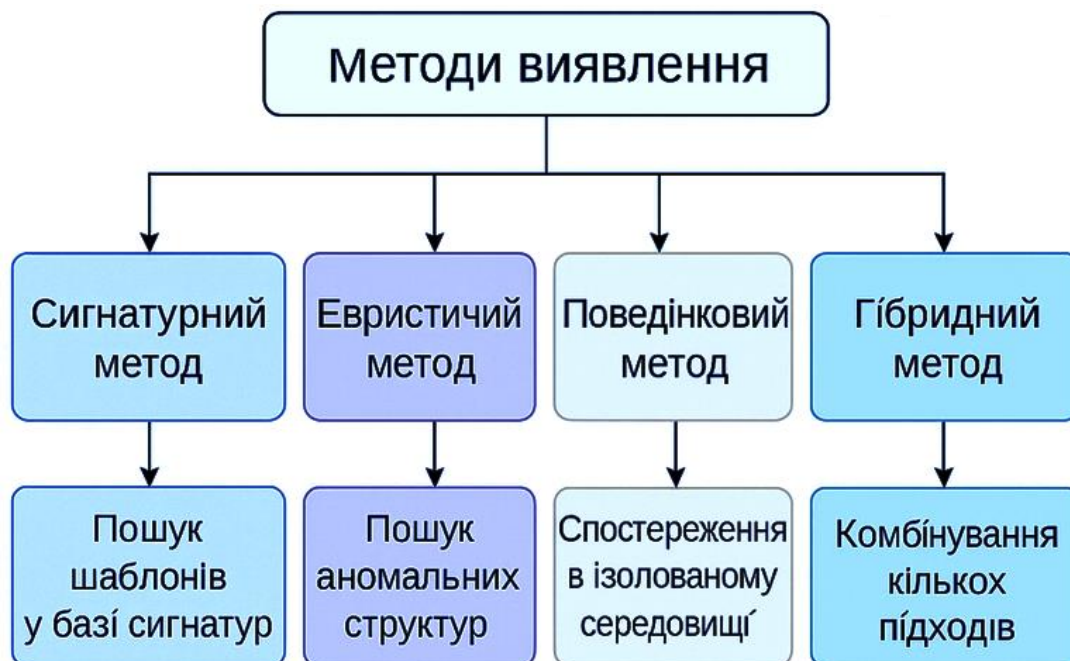 Методи виявлення
Сигнатурний
метод
Евристичий
метод
Поведінковий
метод
Гібридний
метод
Пошук
шаблонів
у базі сигнатур
Пошук
аномальних
структур
Спостереження
в ізолованому
середовищі
Комбінування
кількох
підходів